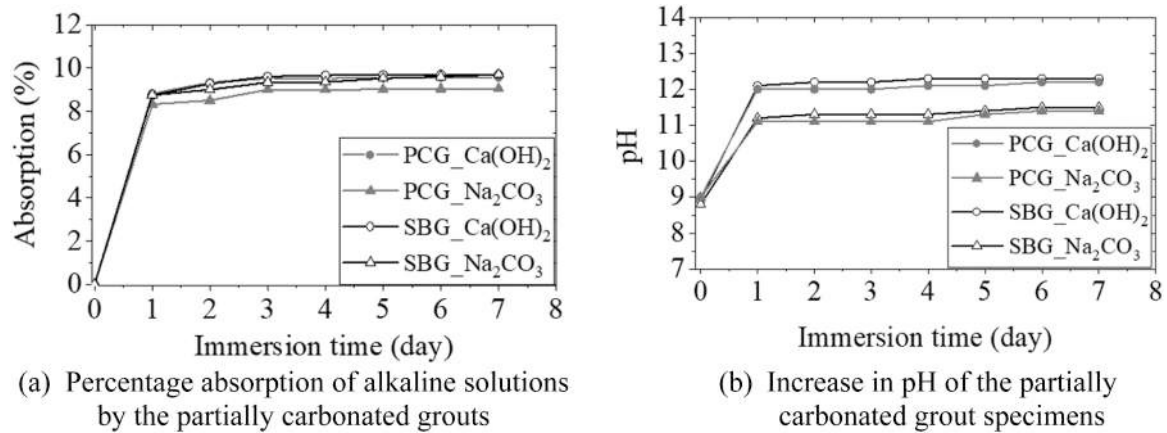 12
10
8
6
4
2
0
Absorption (%)
PCG_Ca(OH)₂
PCG_Na₂CO₃
SBG_Ca(OH)₂
SBG_Na₂CO₃
0 1 2 3 4 5 6 7 8
Immersion time (day)
(a) Percentage absorption of alkaline solutions
by the partially carbonated grouts
14
13
12
11
10
9
8
7
pH
PCG_Ca(OH)₂
PCG_Na₂CO₃
SBG_Ca(OH)₂
SBG_Na₂CO₃
0 1 2 3 4 5 6 7 8
Immersion time (day)
(b) Increase in pH of the partially
carbonated grout specimens